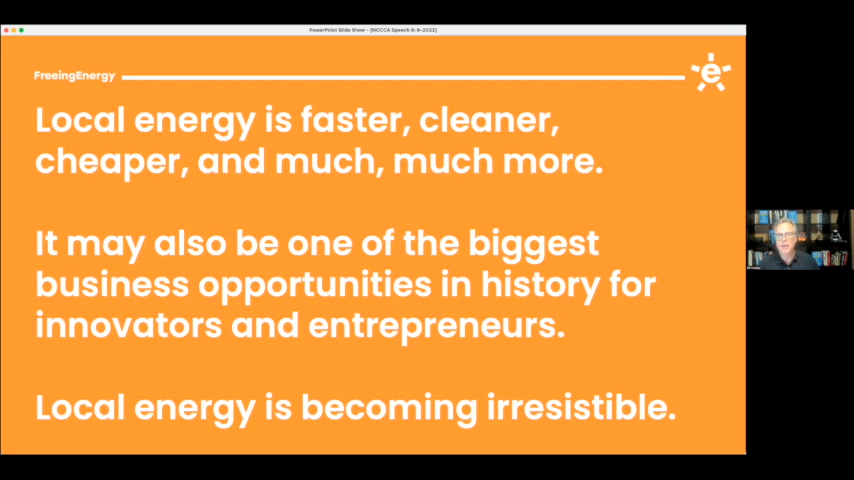 PowerPoint Slide Show - [NCCCA Speech 6-9-2022]
FreeingEnergy
e
Local energy is faster, cleaner,
cheaper, and much, much more.
It may also be one of the biggest
business opportunities in history for
innovators and entrepreneurs.
Local energy is becoming irresistible.